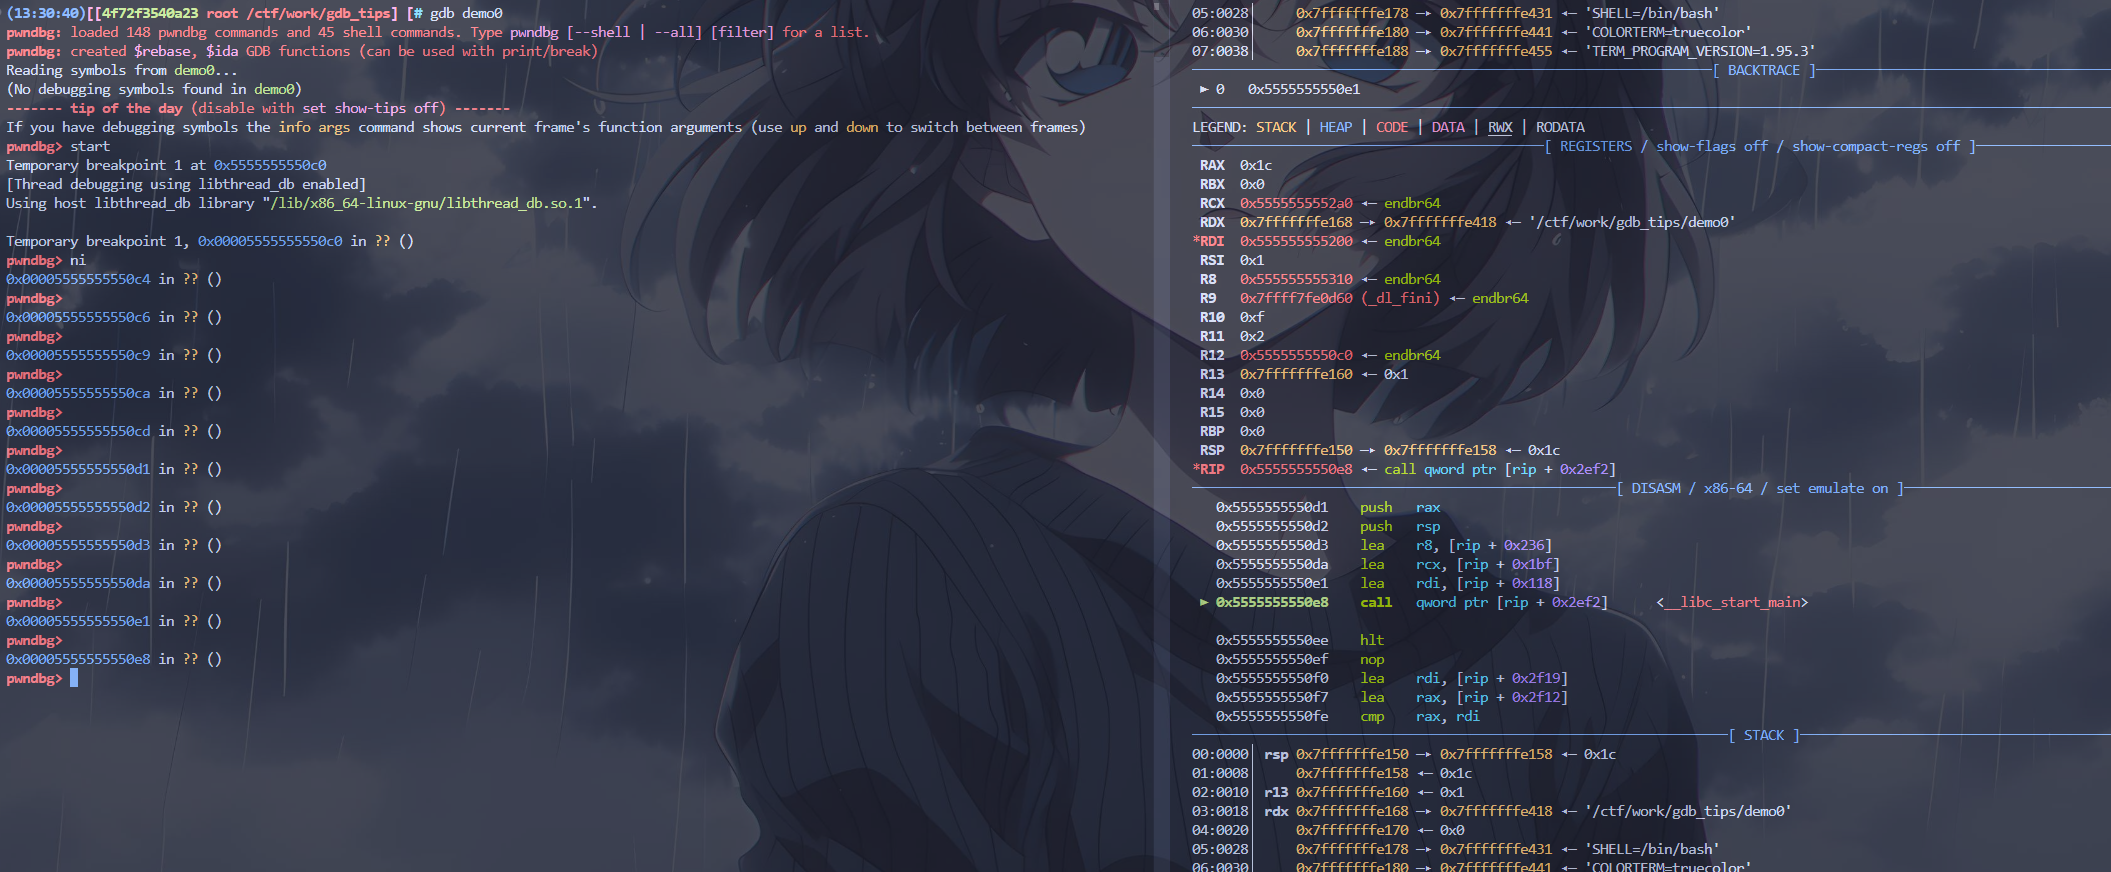 (13:30:40)[[4f72f3540a23 root /ctf/work/gdb_tips] [# gdb demo0
pwndbg: loaded 148 pwndbg commands and 45 shell commands. Type pwndbg [--shell | --all] [filter] for a list.
pwndbg: created $rebase, $ida GDB functions (can be used with print/break)
Reading symbols from demo0...
(No debugging symbols found in demo0)
------- tip of the day (disable with set show-tips off) -------
If you have debugging symbols the info args command shows current frame's function arguments (use up and down to switch between frames)
pwndbg> start
Temporary breakpoint 1 at 0x5555555550c0
[Thread debugging using libthread_db enabled]
Using host libthread_db library "/lib/x86_64-linux-gnu/libthread_db.so.1".
Temporary breakpoint 1, 0x00005555555550c0 in ?? ()
pwndbg> ni
0x00005555555550c4 in ?? ()
pwndbg>
0x00005555555550c6 in ?? ()
pwndbg>
0x00005555555550c9 in ?? ()
pwndbg>
0x00005555555550ca in ?? ()
pwndbg>
0x00005555555550cd in ?? ()
pwndbg>
0x00005555555550d1 in ?? ()
pwndbg>
0x00005555555550d2 in ?? ()
pwndbg>
0x00005555555550d3 in ?? ()
pwndbg>
0x00005555555550da in ?? ()
pwndbg>
0x00005555555550e1 in ?? ()
pwndbg>
0x00005555555550e8 in ?? ()
pwndbg>
05:0028│ 0x7fffffffe178 —▸ 0x7fffffffe431 ◂— 'SHELL=/bin/bash'
06:0030│ 0x7fffffffe180 —▸ 0x7fffffffe441 ◂— 'COLORTERM=truecolor'
07:0038│ 0x7fffffffe188 —▸ 0x7fffffffe455 ◂— 'TERM_PROGRAM_VERSION=1.95.3'
[ BACKTRACE ]
► 0 0x5555555550e1
LEGEND: STACK | HEAP | CODE | DATA | RWX | RODATA
[ REGISTERS / show-flags off / show-compact-regs off ]
RAX 0x1c
RBX 0x0
RCX 0x5555555552a0 ◂— endbr64
RDX 0x7fffffffe168 —▸ 0x7fffffffe418 ◂— '/ctf/work/gdb_tips/demo0'
*RDI 0x555555555200 ◂— endbr64
RSI 0x1
R8 0x555555555310 ◂— endbr64
R9 0x7ffff7fe0d60 (_dl_fini) ◂— endbr64
R10 0xf
R11 0x2
R12 0x5555555550c0 ◂— endbr64
R13 0x7fffffffe160 ◂— 0x1
R14 0x0
R15 0x0
RBP 0x0
RSP 0x7fffffffe150 —▸ 0x7fffffffe158 ◂— 0x1c
*RIP 0x5555555550e8 ◂— call qword ptr [rip + 0x2ef2]
[ DISASM / x86-64 / set emulate on ]
0x5555555550d1 push rax
0x5555555550d2 push rsp
0x5555555550d3 lea r8, [rip + 0x236]
0x5555555550da lea rcx, [rip + 0x1bf]
0x5555555550e1 lea rdi, [rip + 0x118]
► 0x5555555550e8 call qword ptr [rip + 0x2ef2] <__libc_start_main>
0x5555555550ee hlt
0x5555555550ef nop
0x5555555550f0 lea rdi, [rip + 0x2f19]
0x5555555550f7 lea rax, [rip + 0x2f12]
0x5555555550fe cmp rax, rdi
[ STACK ]
00:0000│ rsp 0x7fffffffe150 —▸ 0x7fffffffe158 ◂— 0x1c
01:0008│ 0x7fffffffe158 ◂— 0x1c
02:0010│ r13 0x7fffffffe160 ◂— 0x1
03:0018│ rdx 0x7fffffffe168 —▸ 0x7fffffffe418 ◂— '/ctf/work/gdb_tips/demo0'
04:0020│ 0x7fffffffe170 ◂— 0x0
05:0028│ 0x7fffffffe178 —▸ 0x7fffffffe431 ◂— 'SHELL=/bin/bash'
06:0030│ 0x7fffffffe180 —▸ 0x7fffffffe441 ◂— 'COLORTERM=truecolor'